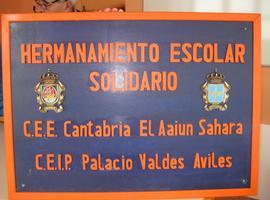 HERMANAMIENTO ESCOLAR
SOLIDARIO
C.E.E. Cantabria El Aaiun Sahara
C.E.I.P. Palacio Valdes Aviles